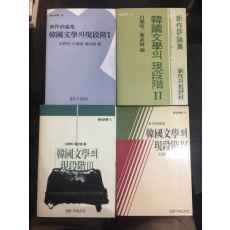 新作評論集
韓國文學의現段階 I
創作과批評社
白樂晴・廉武雄 編
韓國文學의 現段階 II
新作評論集
創作과批評社
韓國文學의
現段階 III
創作과批評社
新作評論集
韓國文學의
現段階 IV
創作과批評社